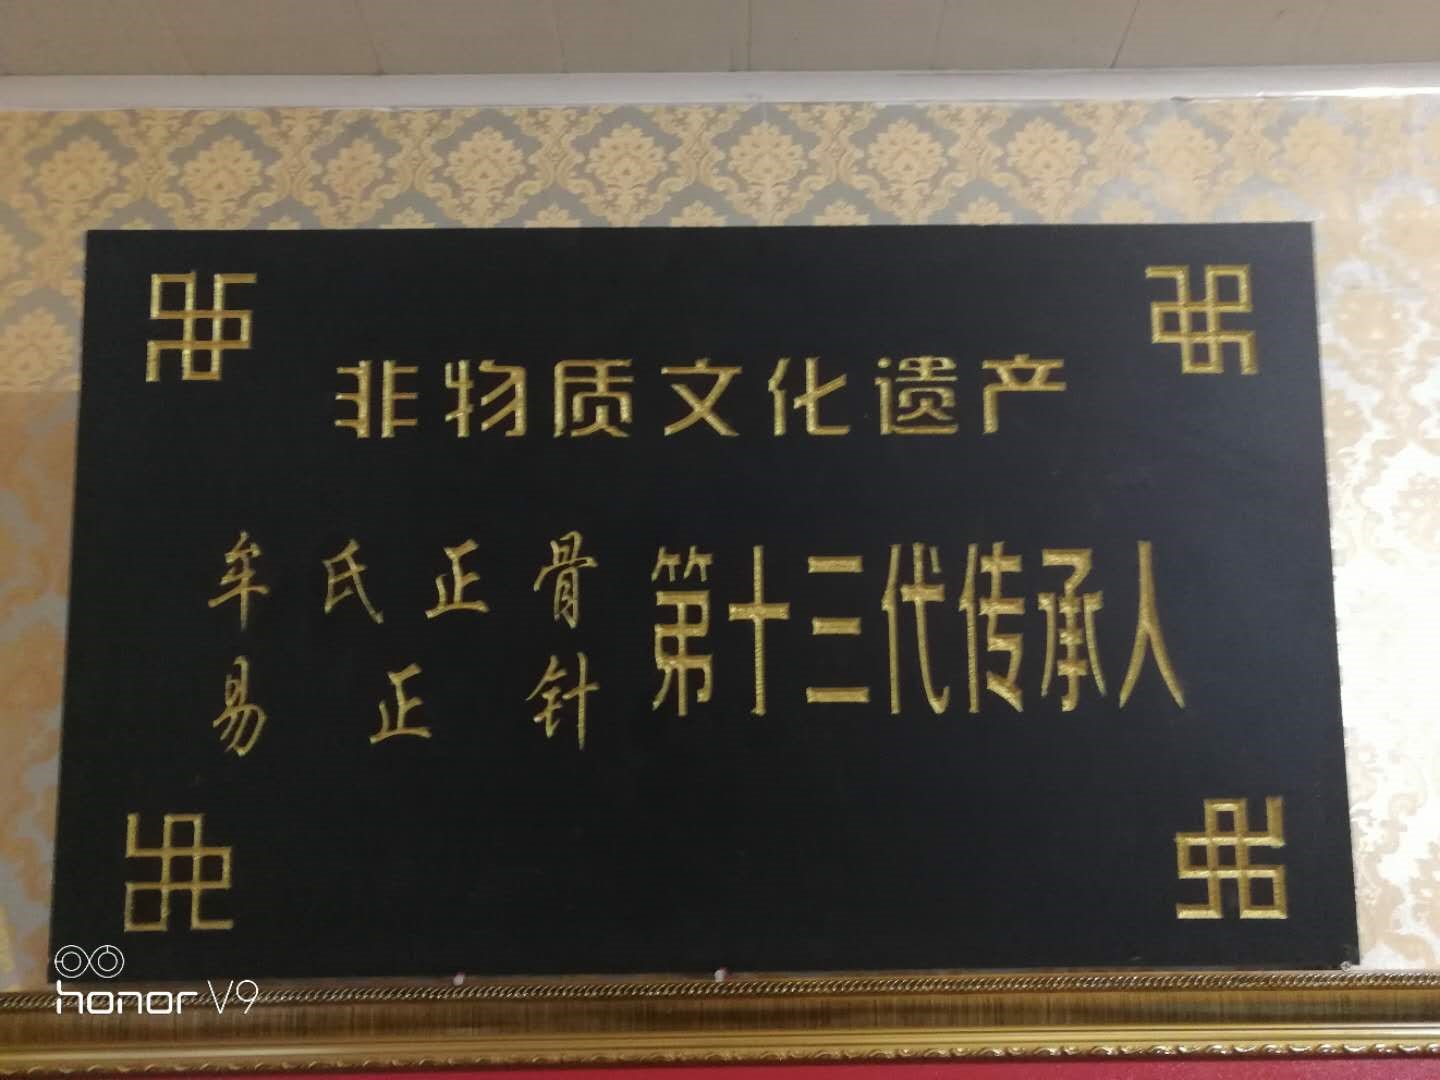 非物质文化遗产
牟氏正骨
易正针
第十三代传承人
honor V9